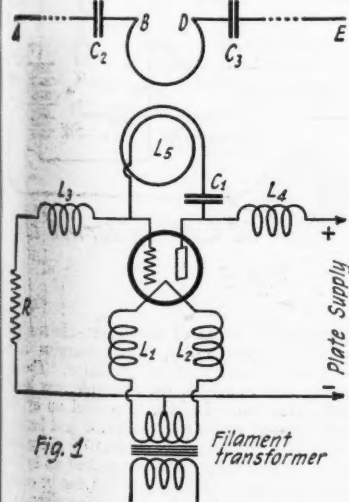 A B D E
C2 C3
L5
C1
L3 L4
+
R
L1 L2
Plate Supply
-
Fig. 1
Filament
transformer